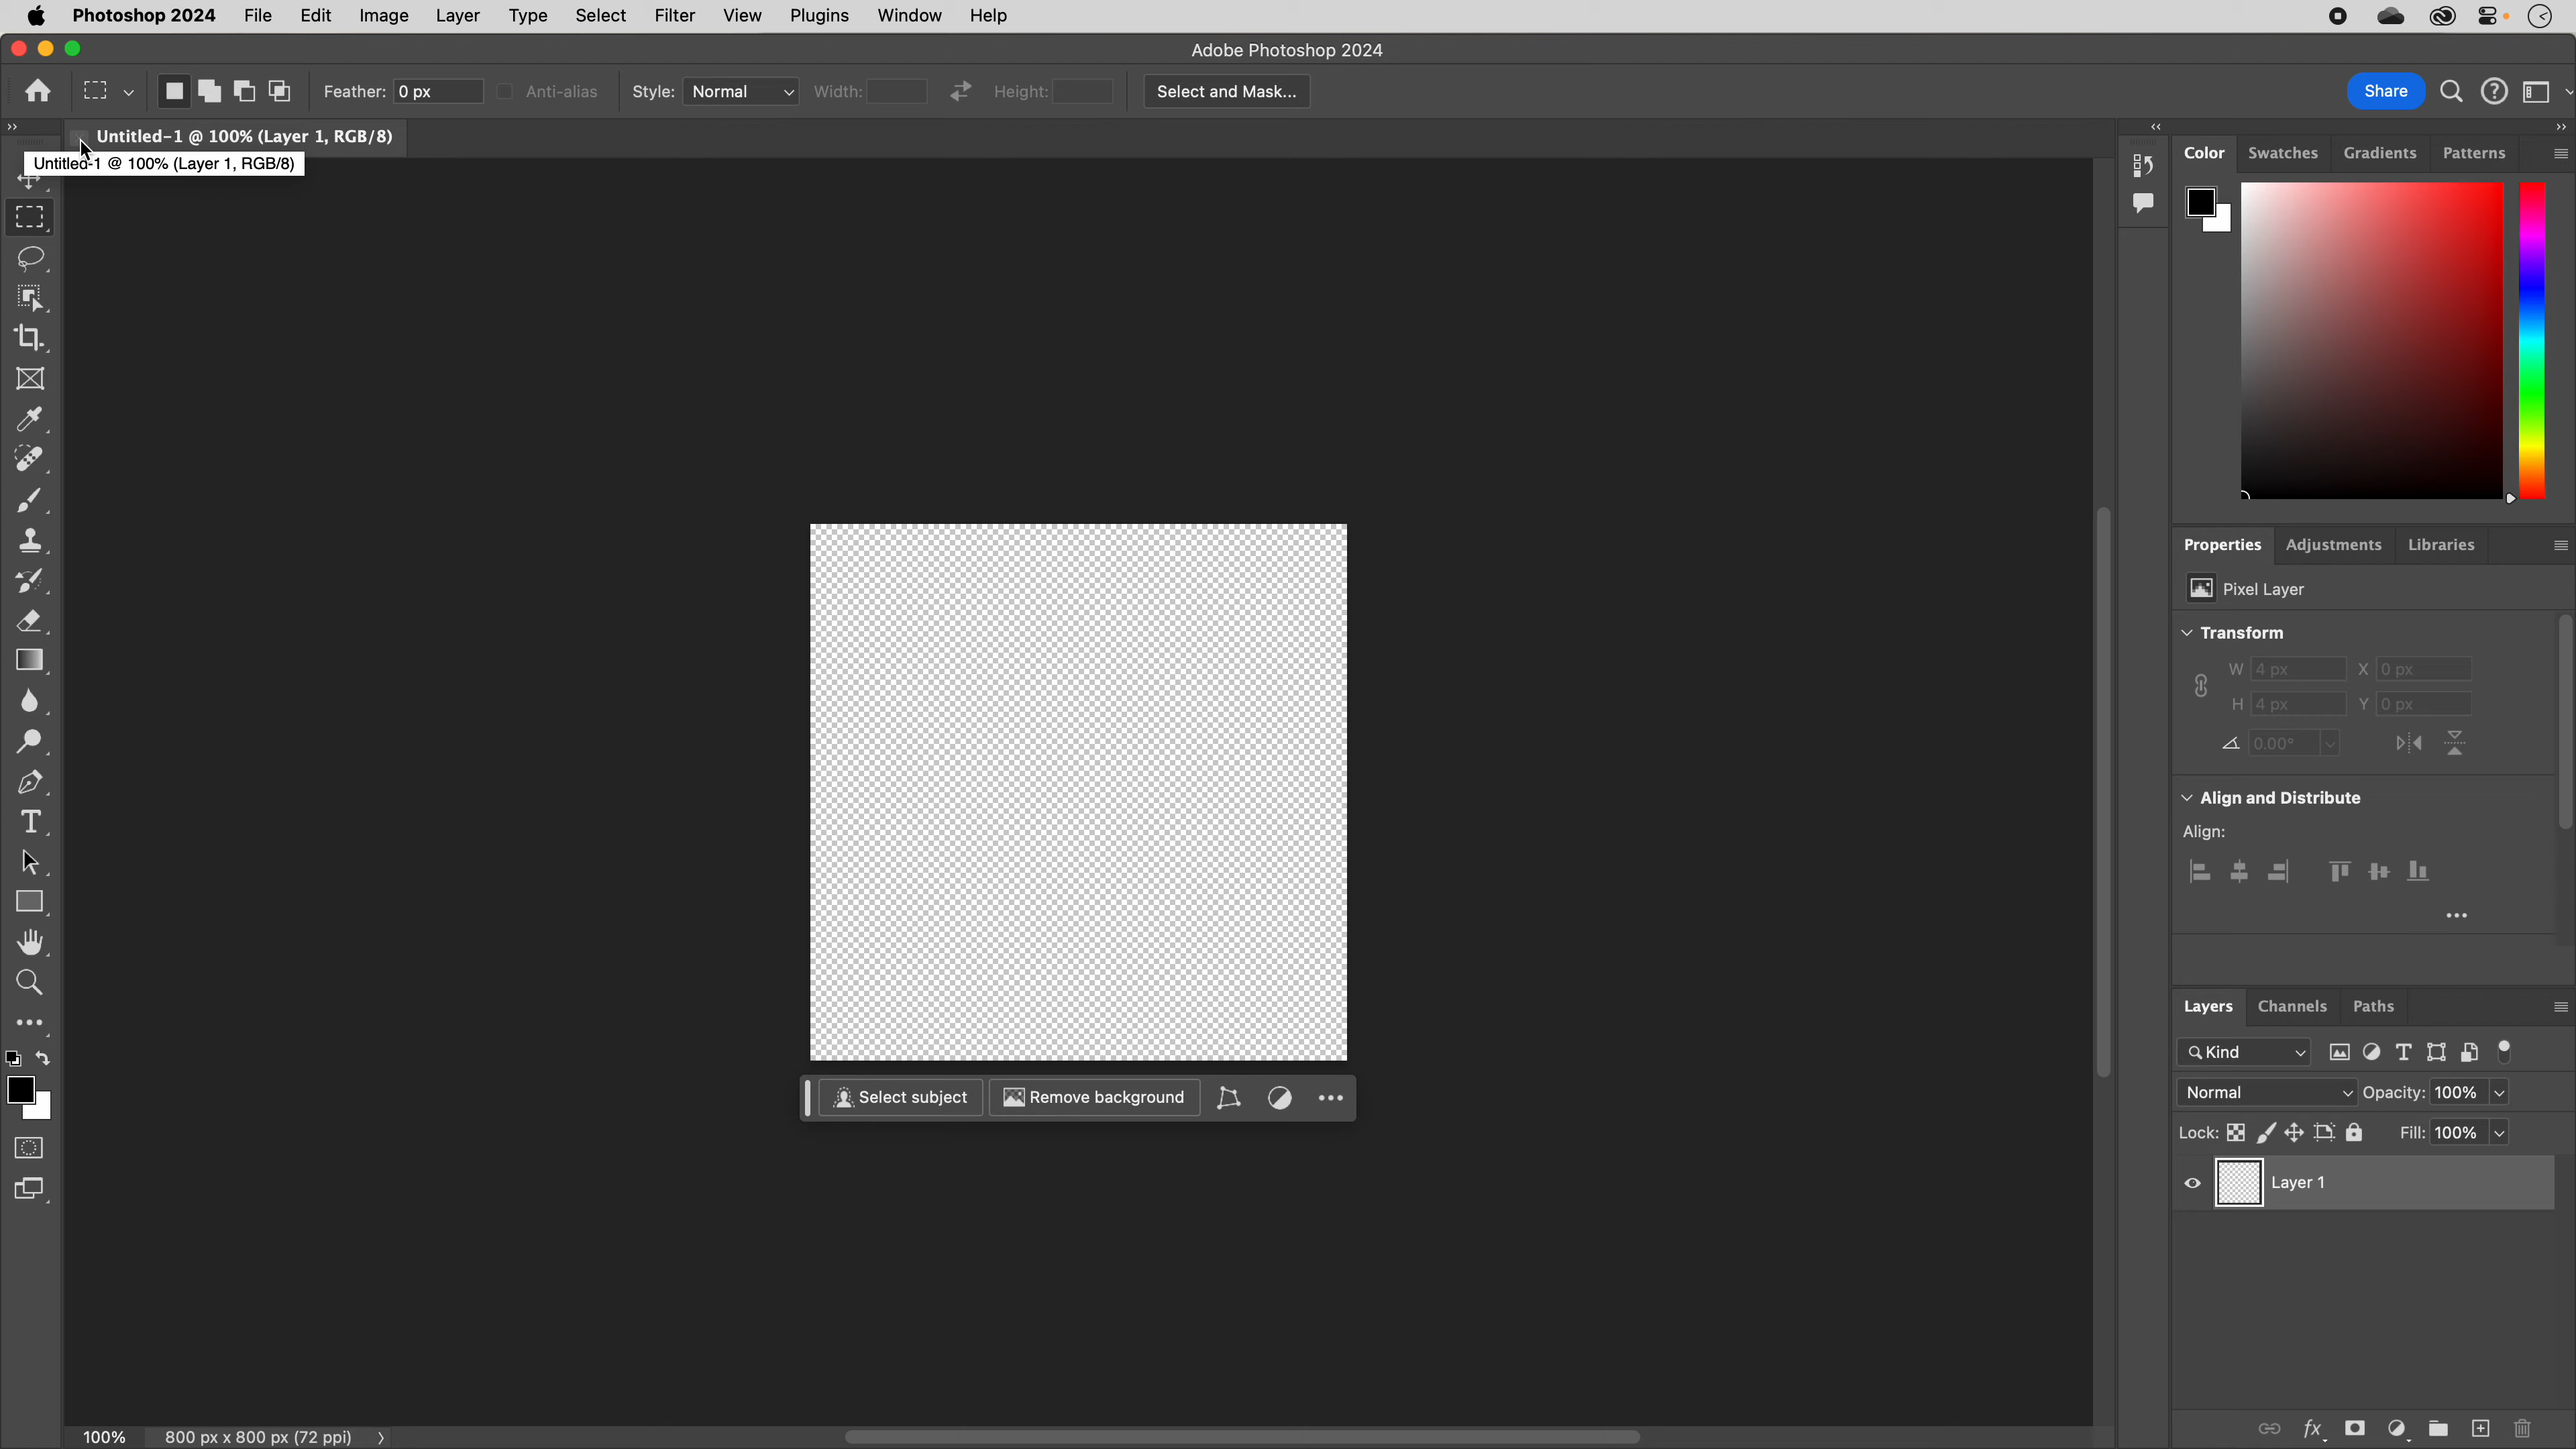 Photoshop 2024 File Edit Image Layer Type Select Filter View Plugins Window Help
Adobe Photoshop 2024
Feather: 0 px Anti-alias Style: Normal Width: Height: Select and Mask... Share
Untitled-1 @ 100% (Layer 1, RGB/8)
Untitled-1 @ 100% (Layer 1, RGB/8)
Color Swatches Gradients Patterns
Properties Adjustments Libraries
Pixel Layer
Transform
W 4 px X 0 px
H 4 px Y 0 px
0.00°
Align and Distribute
Align:
Layers Channels Paths
Kind
Normal Opacity: 100%
Lock: Fill: 100%
Layer 1
Select subject Remove background
100% 800 px x 800 px (72 ppi)